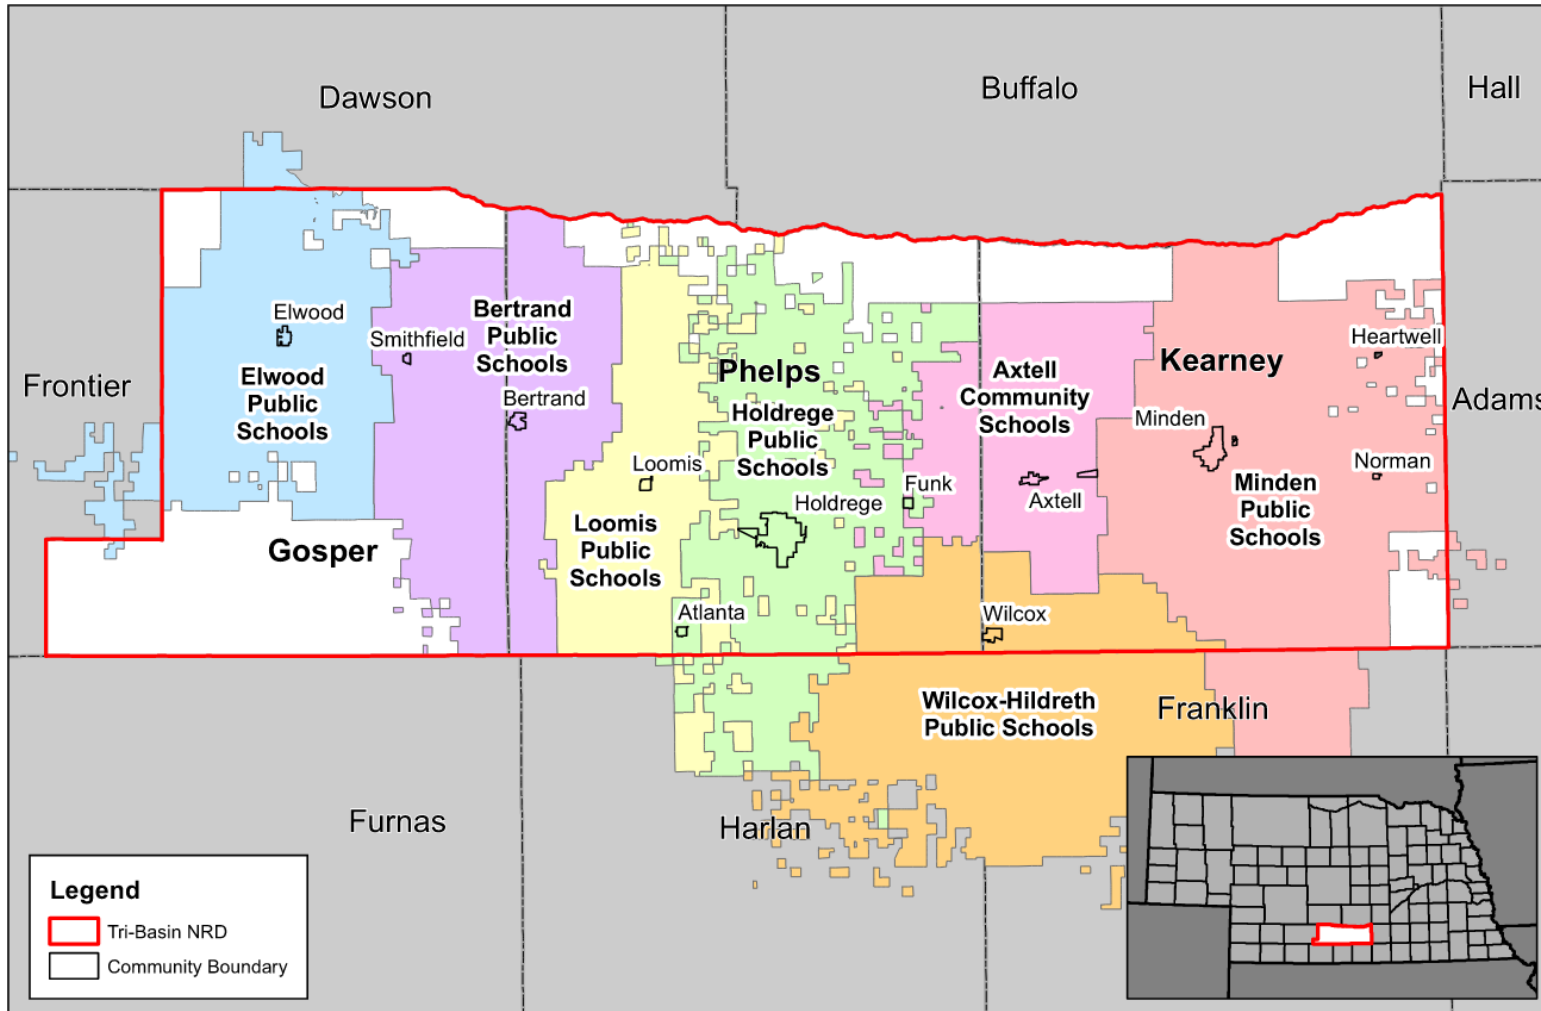 Dawson
Buffalo
Hall
Elwood
Smithfield
Bertrand
Public
Schools
Heartwell
Frontier
Elwood
Public
Schools
Bertrand
Phelps
Holdrege
Public
Schools
Axtell
Community
Schools
Kearney
Adams
Minden
Loomis
Holdrege
Funk
Axtell
Minden
Public
Schools
Norman
Gosper
Loomis
Public
Schools
Atlanta
Wilcox
Wilcox-Hildreth
Public Schools
Franklin
Furnas
Harlan
Legend
Tri-Basin NRD
Community Boundary